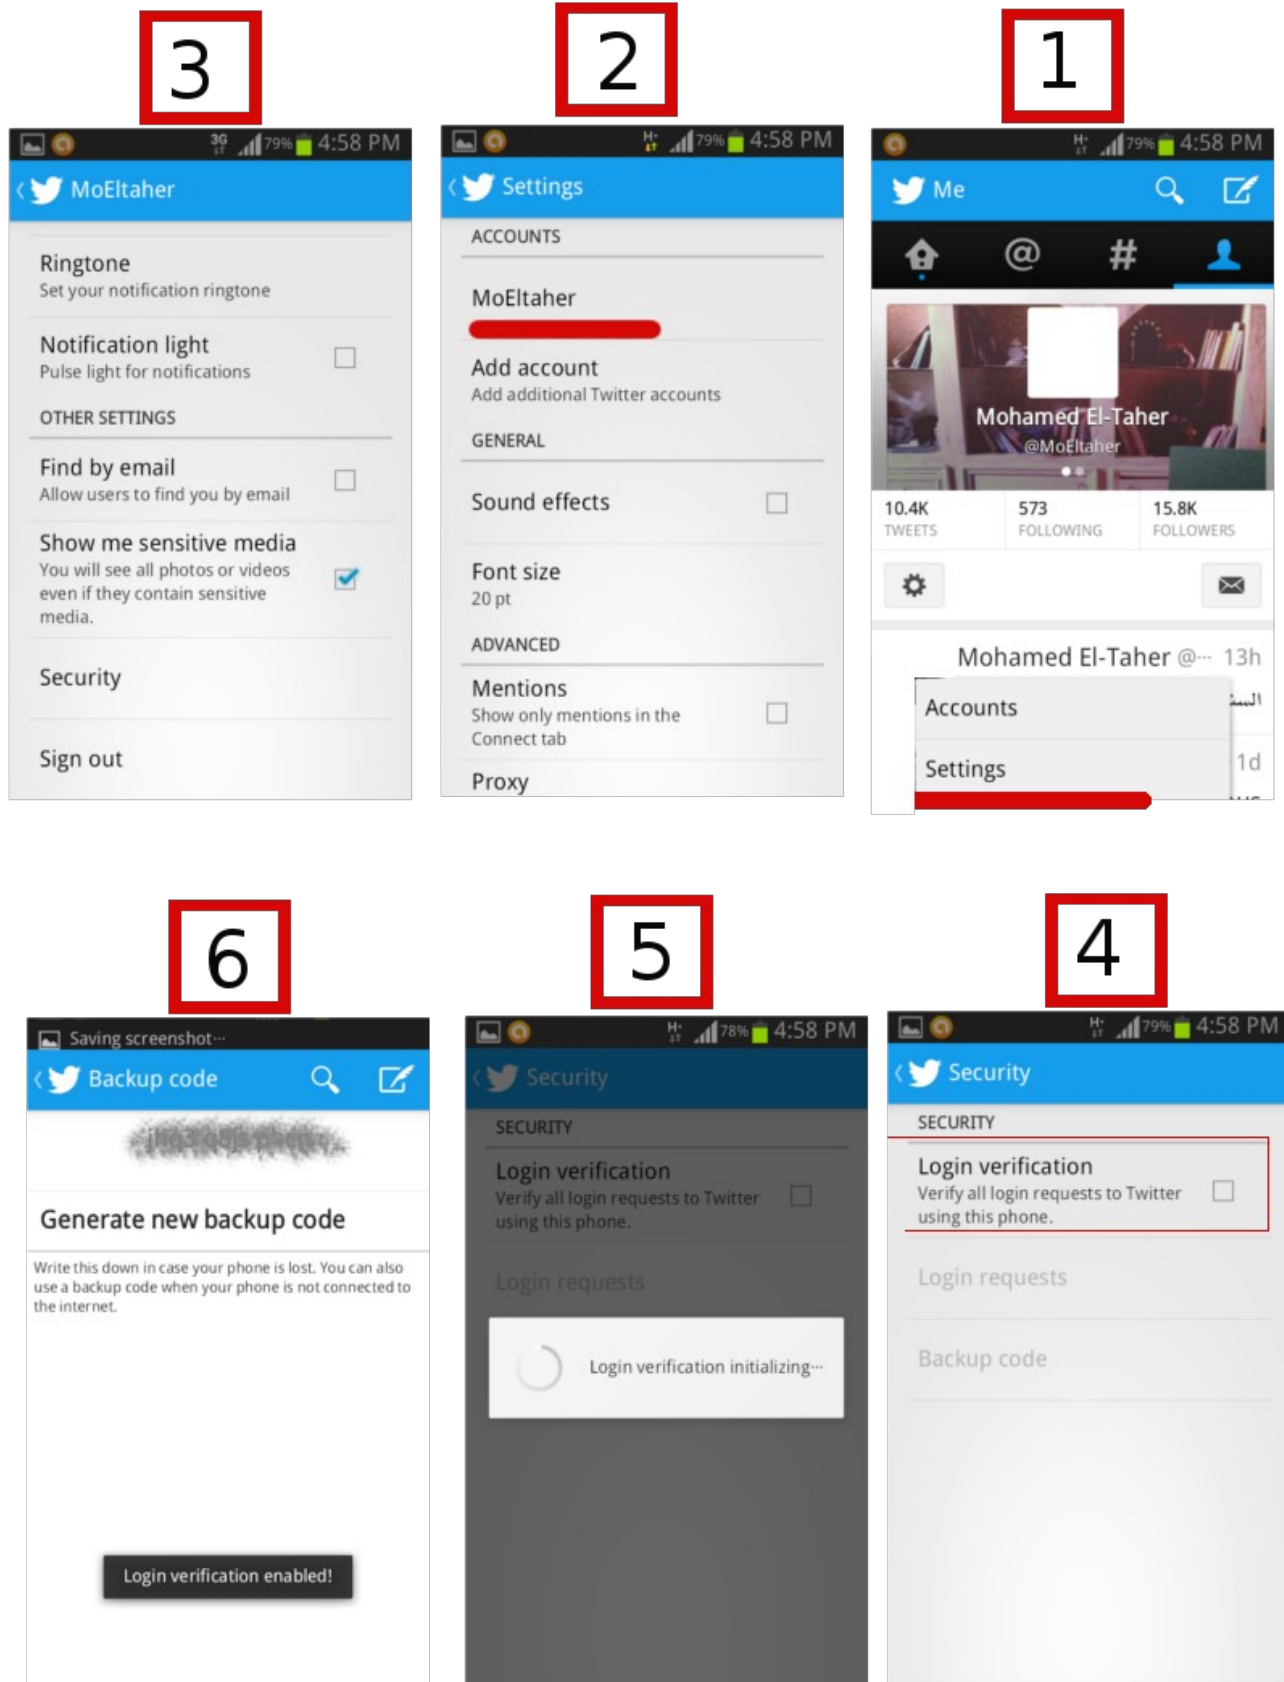 1
79% 4:58 PM
Me
@ #
Mohamed El-Taher
@MoEltaher
10.4K 573 15.8K
TWEETS FOLLOWING FOLLOWERS
Mohamed El-Taher @··· 13h
Accounts
1d
Settings
2
79% 4:58 PM
Settings
ACCOUNTS
MoEltaher
Add account
Add additional Twitter accounts
GENERAL
Sound effects
Font size
20 pt
ADVANCED
Mentions
Show only mentions in the
Connect tab
Proxy
3
3G 79% 4:58 PM
MoEltaher
Ringtone
Set your notification ringtone
Notification light
Pulse light for notifications
OTHER SETTINGS
Find by email
Allow users to find you by email
Show me sensitive media
You will see all photos or videos
even if they contain sensitive
media.
Security
Sign out
4
H+ 79% 4:58 PM
Security
SECURITY
Login verification
Verify all login requests to Twitter
using this phone.
Login requests
Backup code
5
H+ 78% 4:58 PM
Security
SECURITY
Login verification
Verify all login requests to Twitter
using this phone.
Login requests
Login verification initializing···
6
Saving screenshot···
Backup code
Generate new backup code
Write this down in case your phone is lost. You can also
use a backup code when your phone is not connected to
the internet.
Login verification enabled!